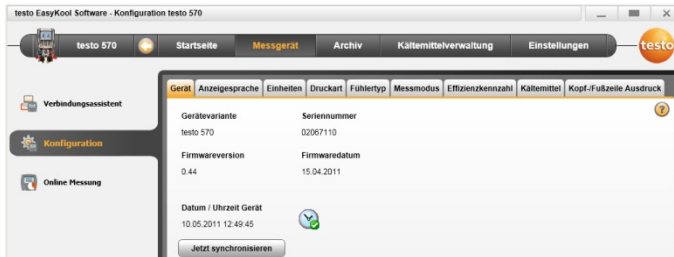 testo EasyKool Software - Konfiguration testo 570
testo 570 Startseite Messgerät Archiv Kältemittelverwaltung Einstellungen testo
Gerät Anzeigesprache Einheiten Druckart Fühlertyp Messmodus Effizienzkennzahl Kältemittel Kopf-/Fußzeile Ausdruck
Verbindungsassistent
Konfiguration
Online Messung
?
Gerätevariante Seriennummer
testo 570 02067110
Firmwareversion Firmwaredatum
0.44 15.04.2011
Datum / Uhrzeit Gerät
10.05.2011 12:49:45
Jetzt synchronisieren